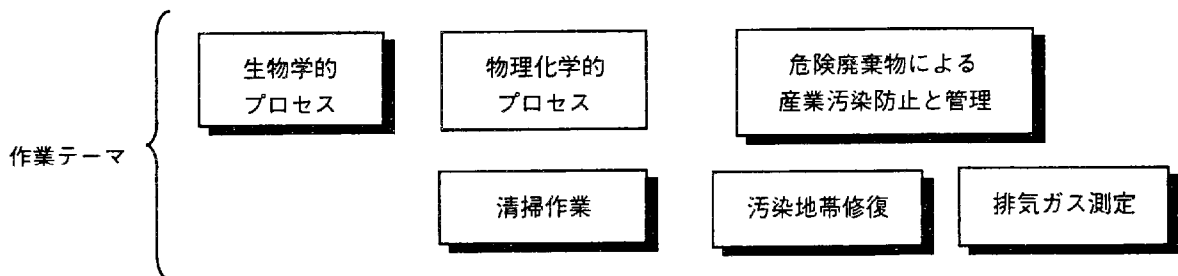 作業テーマ
生物学的
プロセス
物理化学的
プロセス
危険廃棄物による
産業汚染防止と管理
清掃作業
汚染地帯修復
排気ガス測定